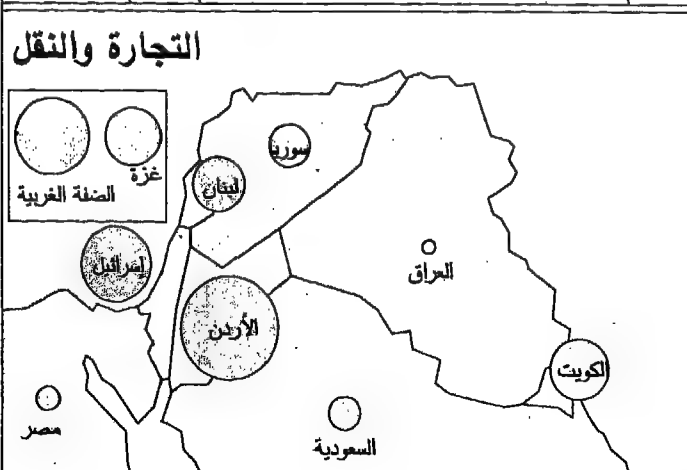 التجارة والنقل
غزة
الضفة الغربية
سوريا
لبنان
إسرائيل
العراق
الأردن
الكويت
مصر
السعودية